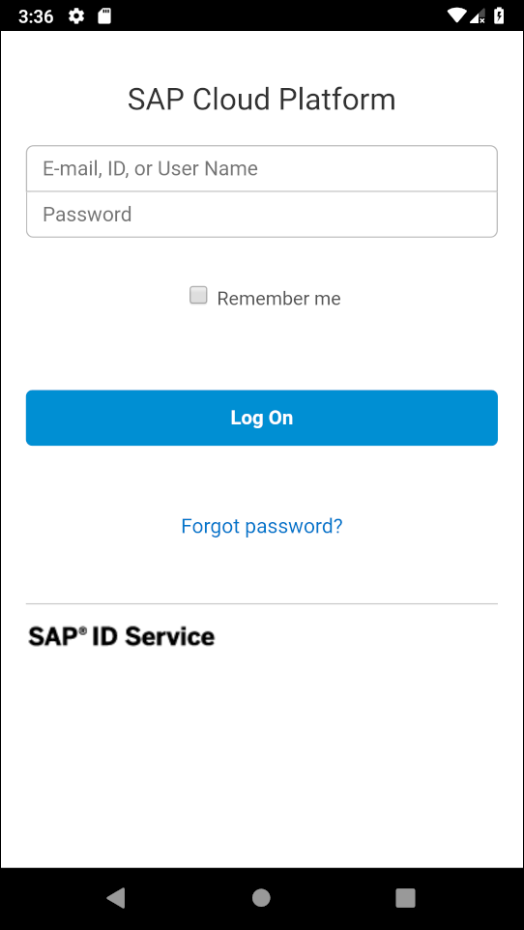 3:36
SAP Cloud Platform
E-mail, ID, or User Name
Password
Remember me
Log On
Forgot password?
SAP® ID Service